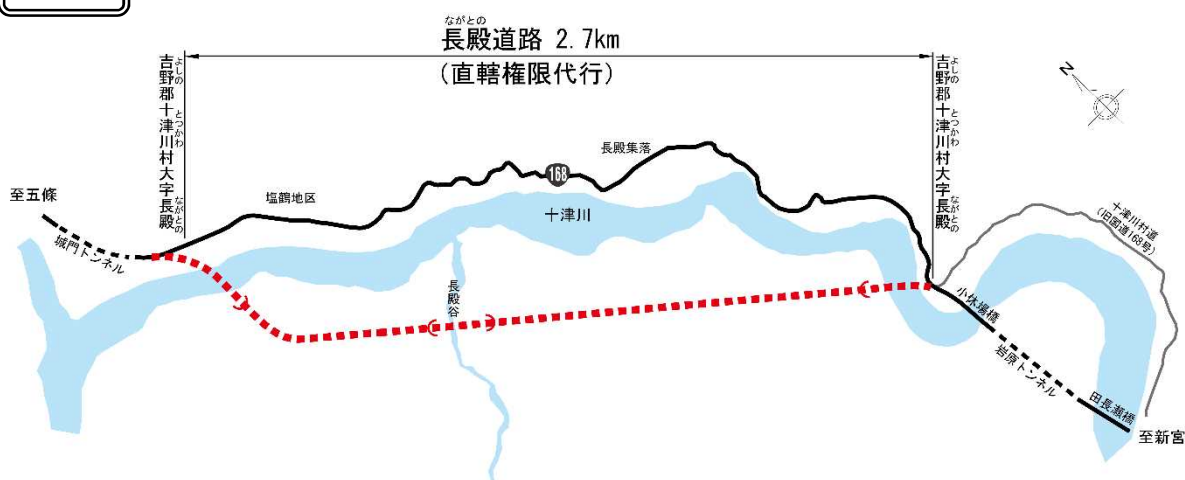 ながとの
長殿道路 2.7km
(直轄権限代行)
吉野郡十津川村大字長殿
よしの
とつかわ
ながとの
吉野郡十津川村大字長殿
よしの
とつかわ
ながとの
N
至五條
城門トンネル
塩鶴地区
168
長殿集落
十津川
長殿谷
十津川村道
(旧国道168号)
小休場橋
岩原トンネル
田長瀬橋
至新宮